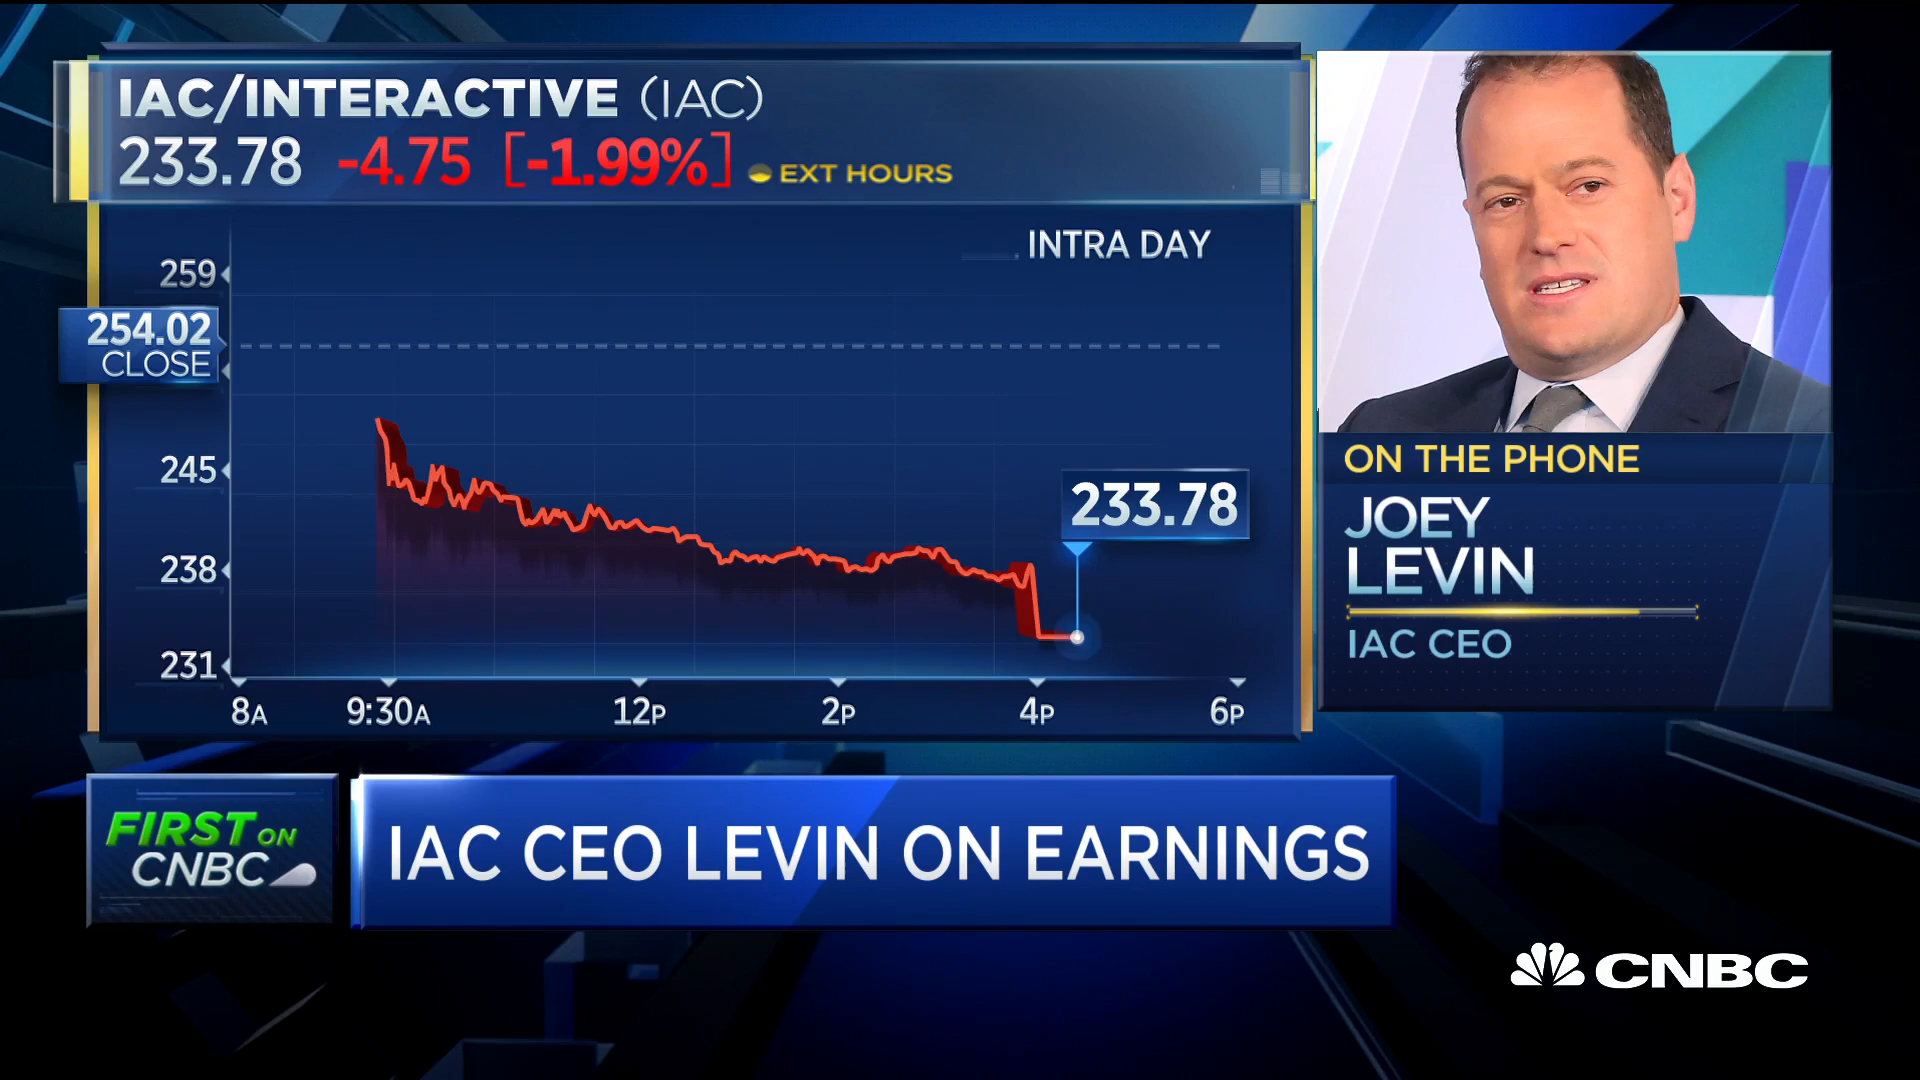 IAC/INTERACTIVE (IAC)
233.78 -4.75 [-1.99%] EXT HOURS
INTRA DAY
259
254.02
CLOSE
245
238
231
233.78
8A 9:30A 12P 2P 4P 6P
ON THE PHONE
JOEY
LEVIN
IAC CEO
FIRST ON
CNBC
IAC CEO LEVIN ON EARNINGS
CNBC